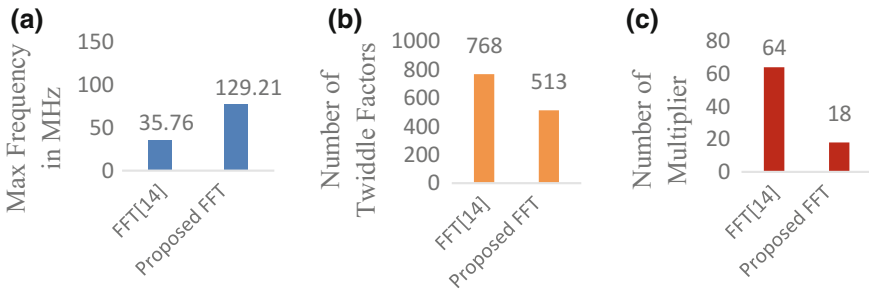 (a)
Max Frequency
in MHz
150
100
50
0
35.76
129.21
FFT[14]
Proposed FFT
(b)
Number of
Twiddle Factors
1000
800
600
400
200
0
768
513
FFT[14]
Proposed FFT
(c)
Number of
Multiplier
80
60
40
20
0
64
18
FFT[14]
Proposed FFT